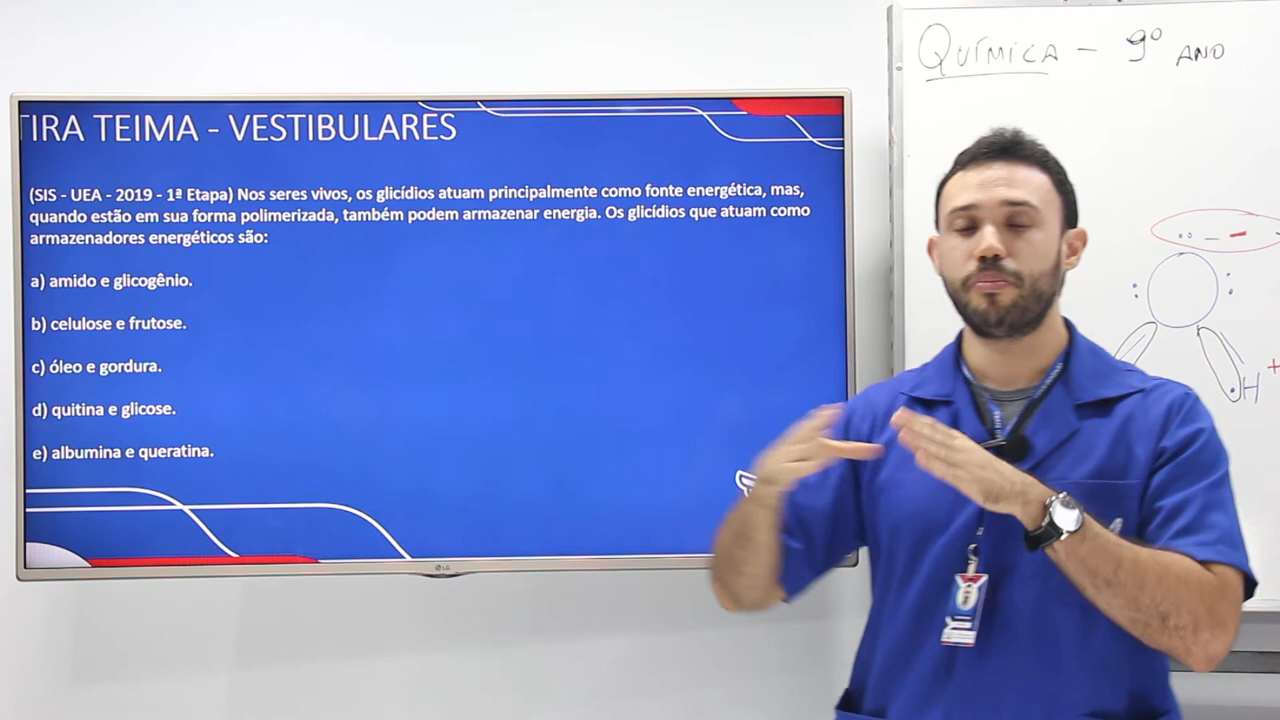 QUÍMICA - 9º ANO
TIRA TEIMA - VESTIBULARES
(SIS - UEA - 2019 - 1ª Etapa) Nos seres vivos, os glicídios atuam principalmente como fonte energética, mas,
quando estão em sua forma polimerizada, também podem armazenar energia. Os glicídios que atuam como
armazenadores energéticos são:
a) amido e glicogênio.
b) celulose e frutose.
c) óleo e gordura.
d) quitina e glicose.
e) albumina e queratina.
LG
H
+